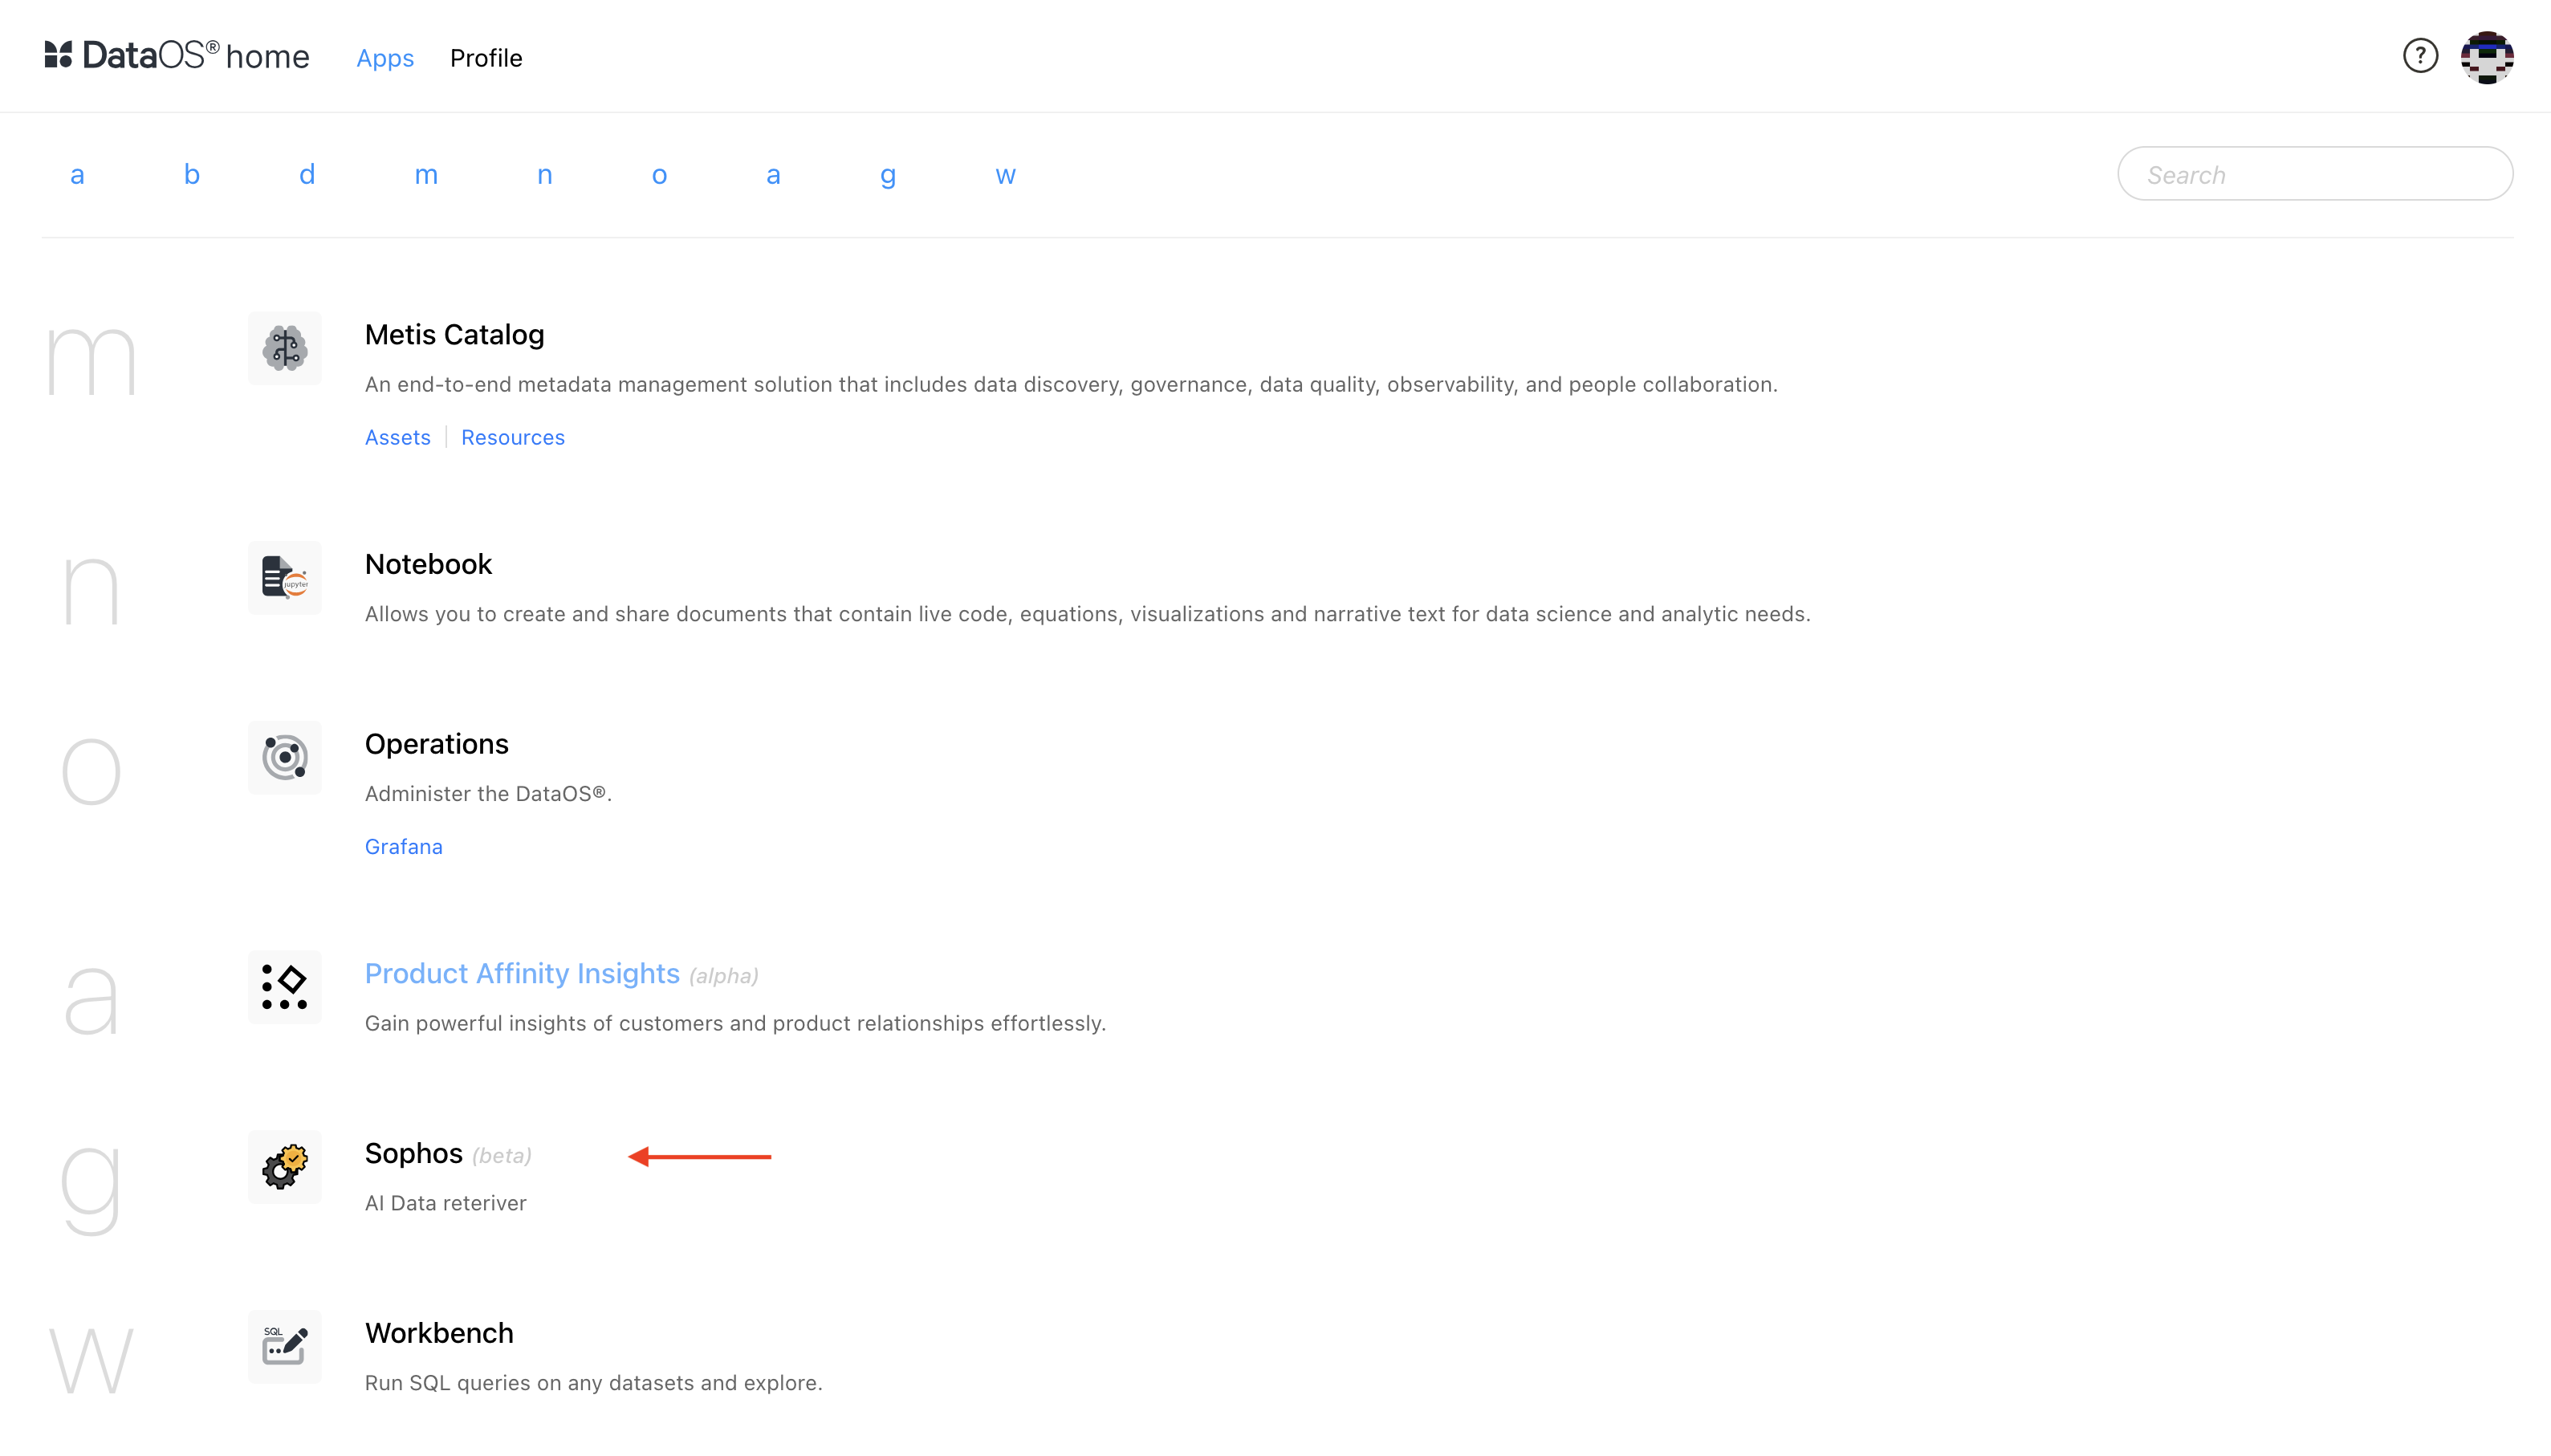 DataOS® home Apps Profile ?
a b d m n o a g w Search
m
Metis Catalog
An end-to-end metadata management solution that includes data discovery, governance, data quality, observability, and people collaboration.
Assets | Resources
n
jupyter
Notebook
Allows you to create and share documents that contain live code, equations, visualizations and narrative text for data science and analytic needs.
o
Operations
Administer the DataOS®.
Grafana
a
Product Affinity Insights (alpha)
Gain powerful insights of customers and product relationships effortlessly.
g
Sophos (beta)
AI Data reteriver
w
SQL
Workbench
Run SQL queries on any datasets and explore.